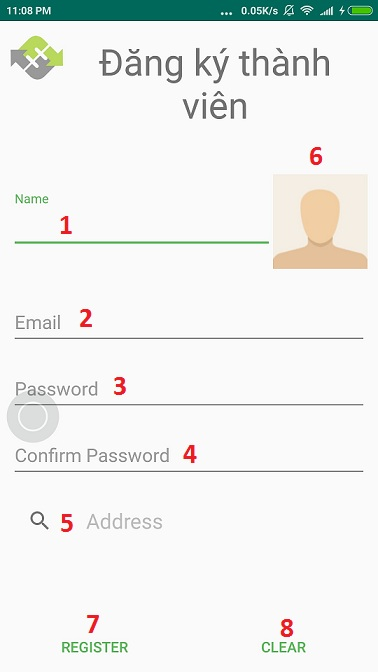 11:08 PM ... 0.05K/s
Đăng ký thành
viên
6
Name
1
Email 2
Password 3
Confirm Password 4
5 Address
7 8
REGISTER CLEAR